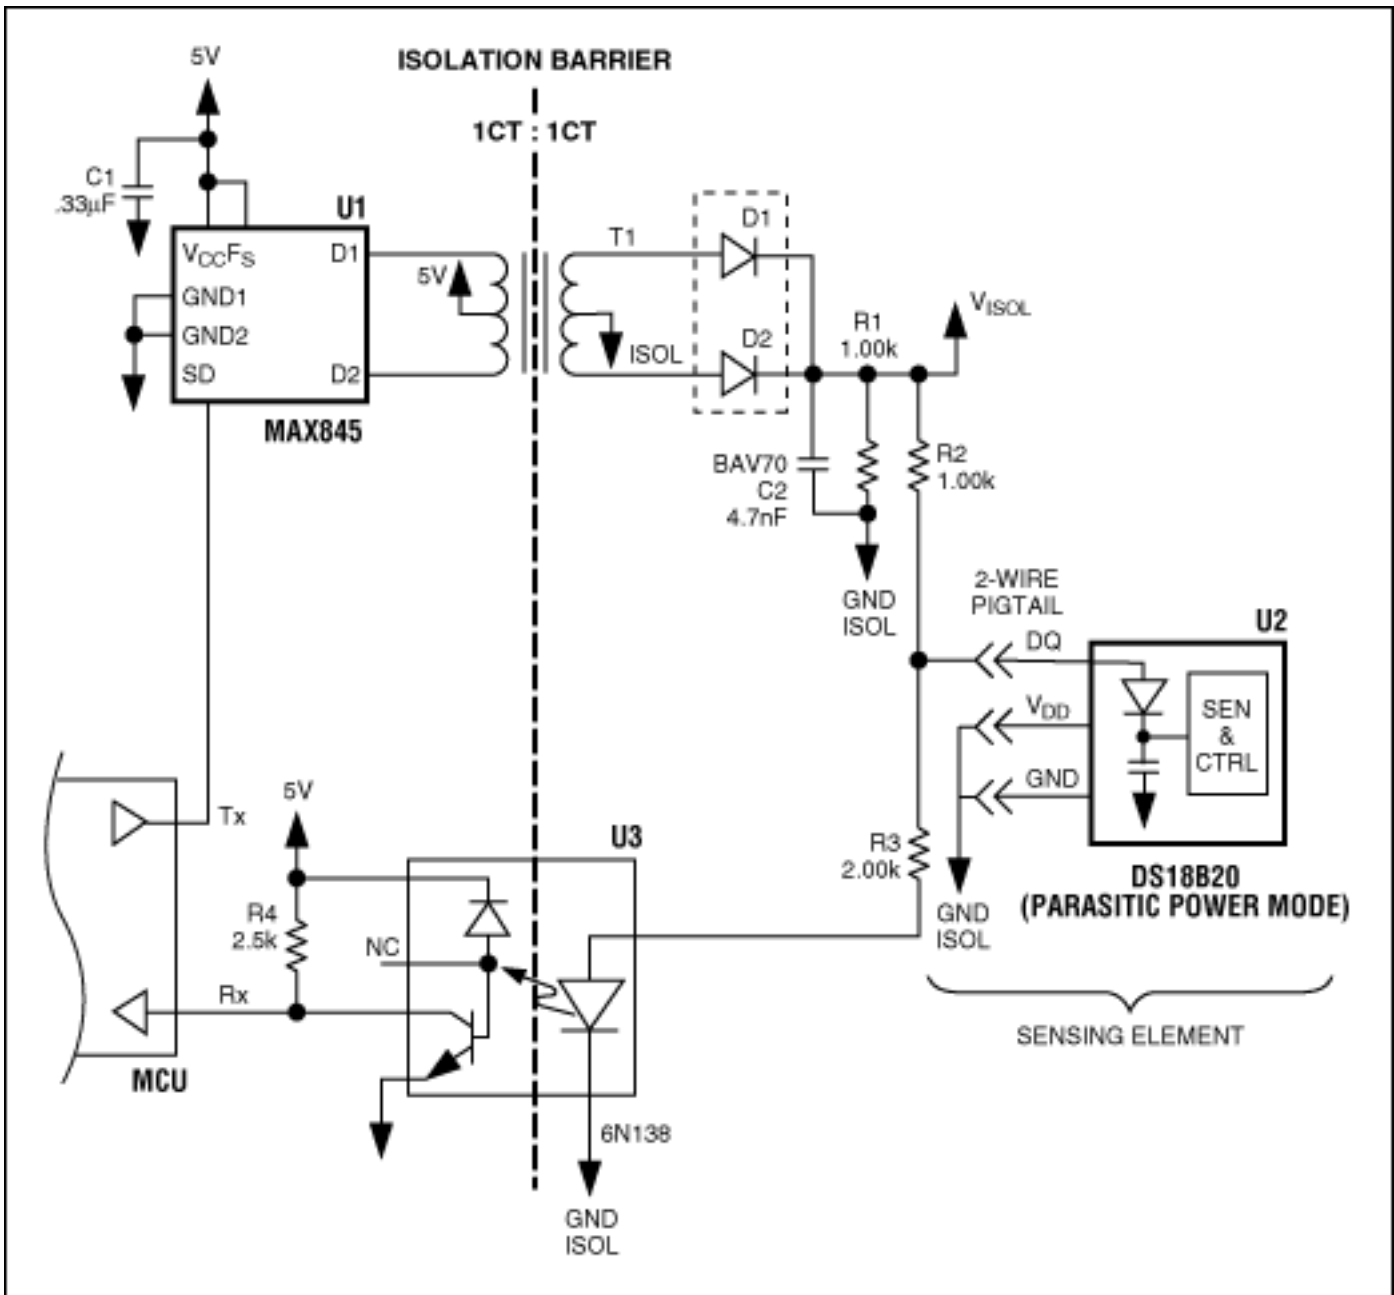 5V
ISOLATION BARRIER
1CT : 1CT
C1
.33µF
U1
VCCFS
GND1
GND2
SD
D1
D2
MAX845
5V
T1
ISOL
D1
D2
BAV70
C2
4.7nF
R1
1.00k
VISOL
R2
1.00k
GND
ISOL
2-WIRE
PIGTAIL
DQ
VDD
GND
U2
SEN
&
CTRL
DS18B20
(PARASITIC POWER MODE)
R3
2.00k
GND
ISOL
SENSING ELEMENT
Tx
5V
R4
2.5k
Rx
MCU
U3
NC
6N138
GND
ISOL